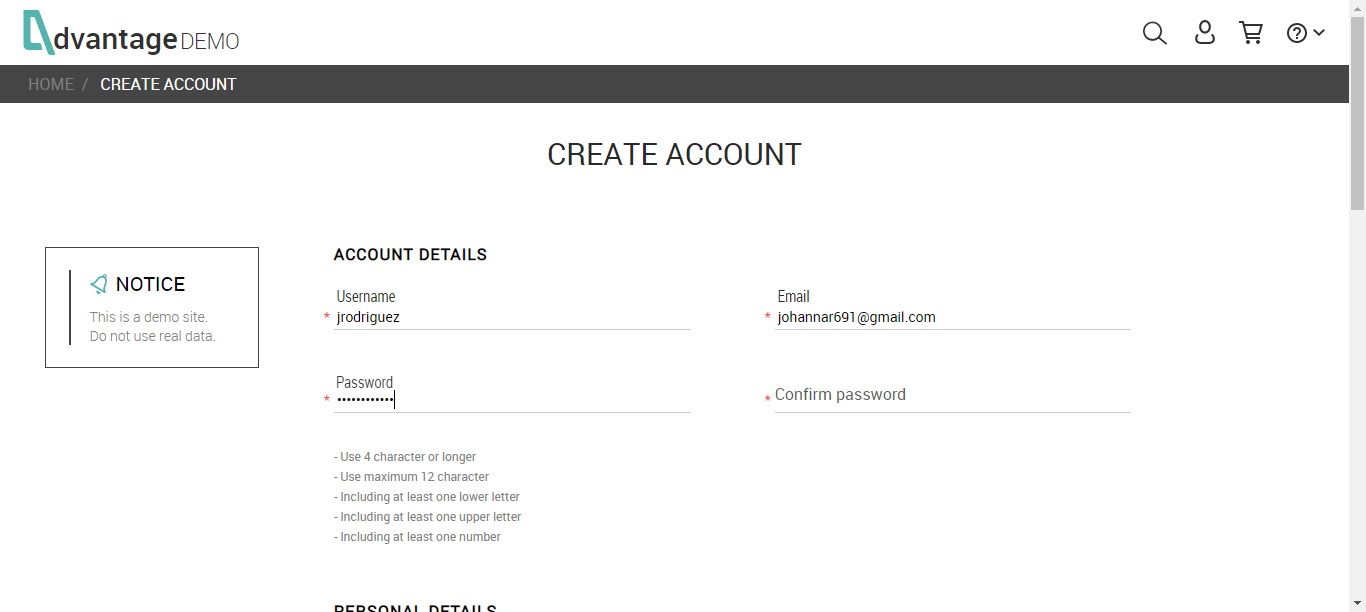 dvantage DEMO
HOME / CREATE ACCOUNT
CREATE ACCOUNT
NOTICE
This is a demo site.
Do not use real data.
ACCOUNT DETAILS
Username
* jrodriguez
Email
* johannar691@gmail.com
Password
* ••••••••••••
* Confirm password
- Use 4 character or longer
- Use maximum 12 character
- Including at least one lower letter
- Including at least one upper letter
- Including at least one number
PERSONAL DETAILS